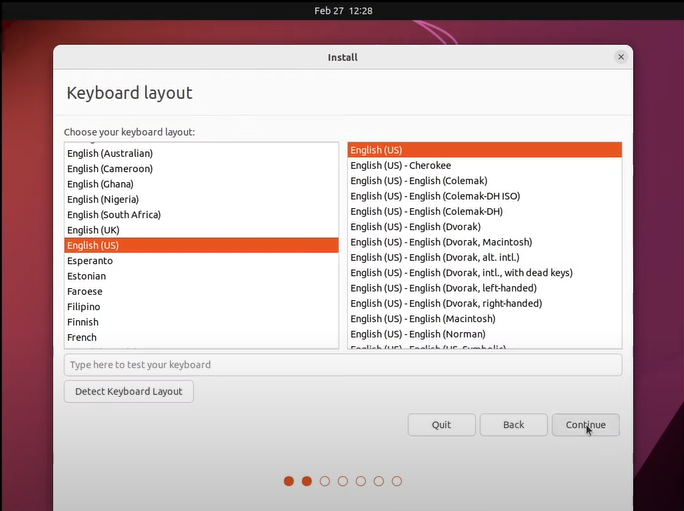 Feb 27 12:28
Install
Keyboard layout
Choose your keyboard layout:
English (Australian)
English (Cameroon)
English (Ghana)
English (Nigeria)
English (South Africa)
English (UK)
English (US)
Esperanto
Estonian
Faroese
Filipino
Finnish
French
English (US)
English (US) - Cherokee
English (US) - English (Colemak)
English (US) - English (Colemak-DH ISO)
English (US) - English (Colemak-DH)
English (US) - English (Dvorak)
English (US) - English (Dvorak, Macintosh)
English (US) - English (Dvorak, alt. intl.)
English (US) - English (Dvorak, intl., with dead keys)
English (US) - English (Dvorak, left-handed)
English (US) - English (Dvorak, right-handed)
English (US) - English (Macintosh)
English (US) - English (Norman)
English (US) - English (US, Symbolic)
Type here to test your keyboard
Detect Keyboard Layout
Quit
Back
Continue